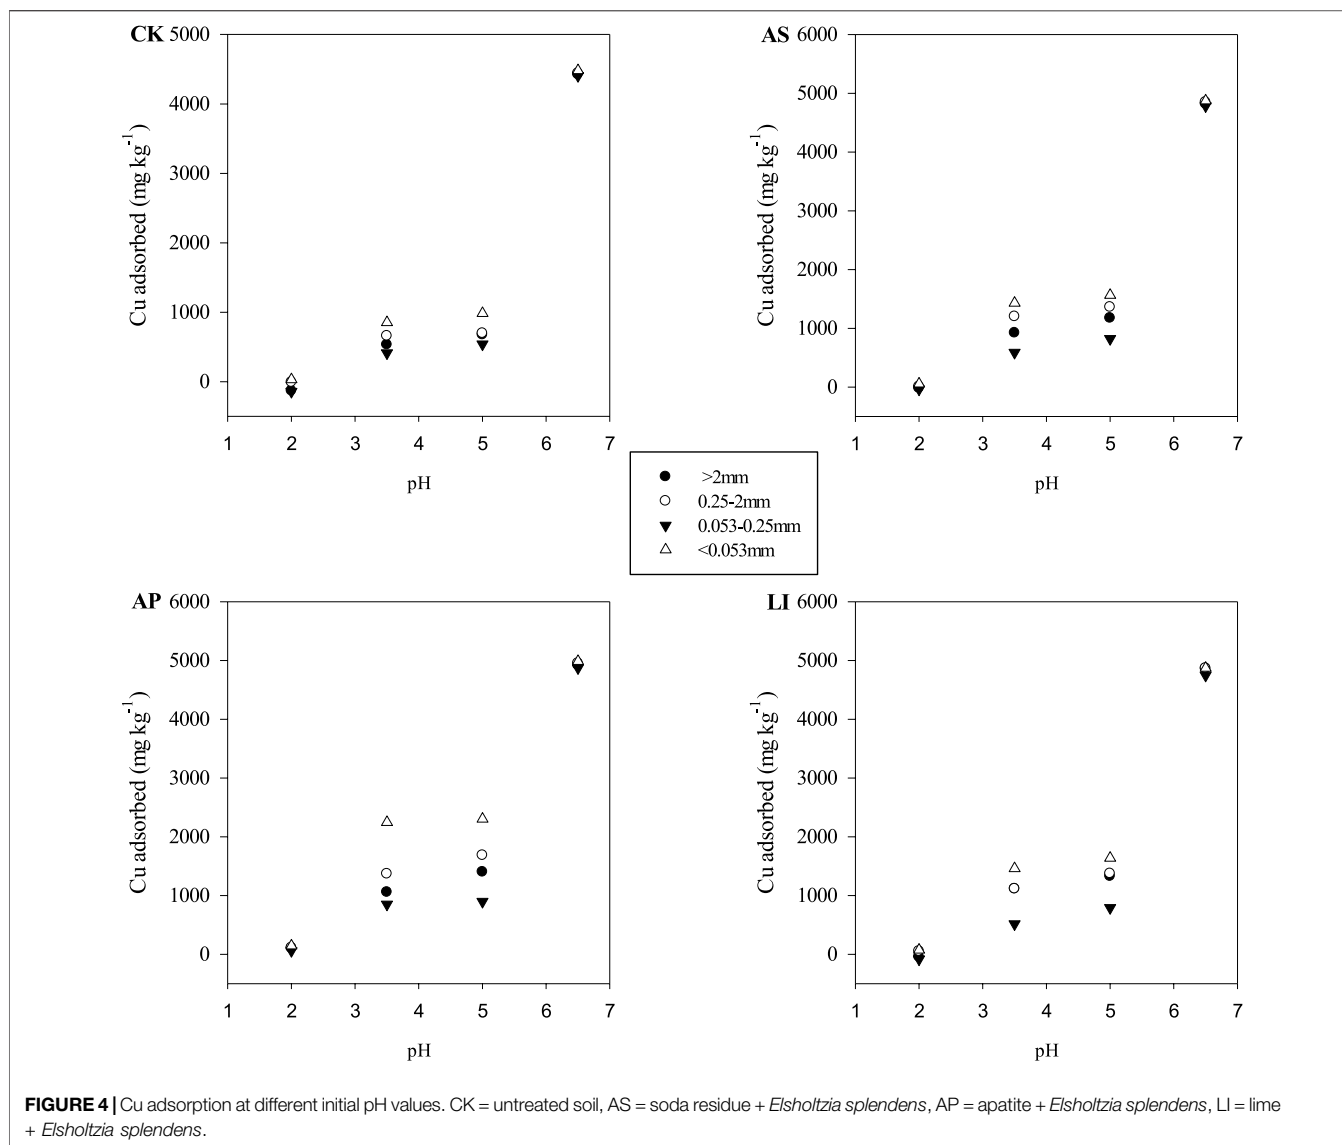 CK
5000
4000
3000
2000
1000
0
Cu adsorbed (mg kg-1)
1 2 3 4 5 6 7
pH
AS
6000
5000
4000
3000
2000
1000
0
Cu adsorbed (mg kg-1)
1 2 3 4 5 6 7
pH
>2mm
0.25-2mm
0.053-0.25mm
<0.053mm
AP
6000
5000
4000
3000
2000
1000
0
Cu adsorbed (mg kg-1)
1 2 3 4 5 6 7
pH
LI
6000
5000
4000
3000
2000
1000
0
Cu adsorbed (mg kg-1)
1 2 3 4 5 6 7
pH
FIGURE 4 | Cu adsorption at different initial pH values. CK = untreated soil, AS = soda residue + Elsholtzia splendens, AP = apatite + Elsholtzia splendens, LI = lime
+ Elsholtzia splendens.